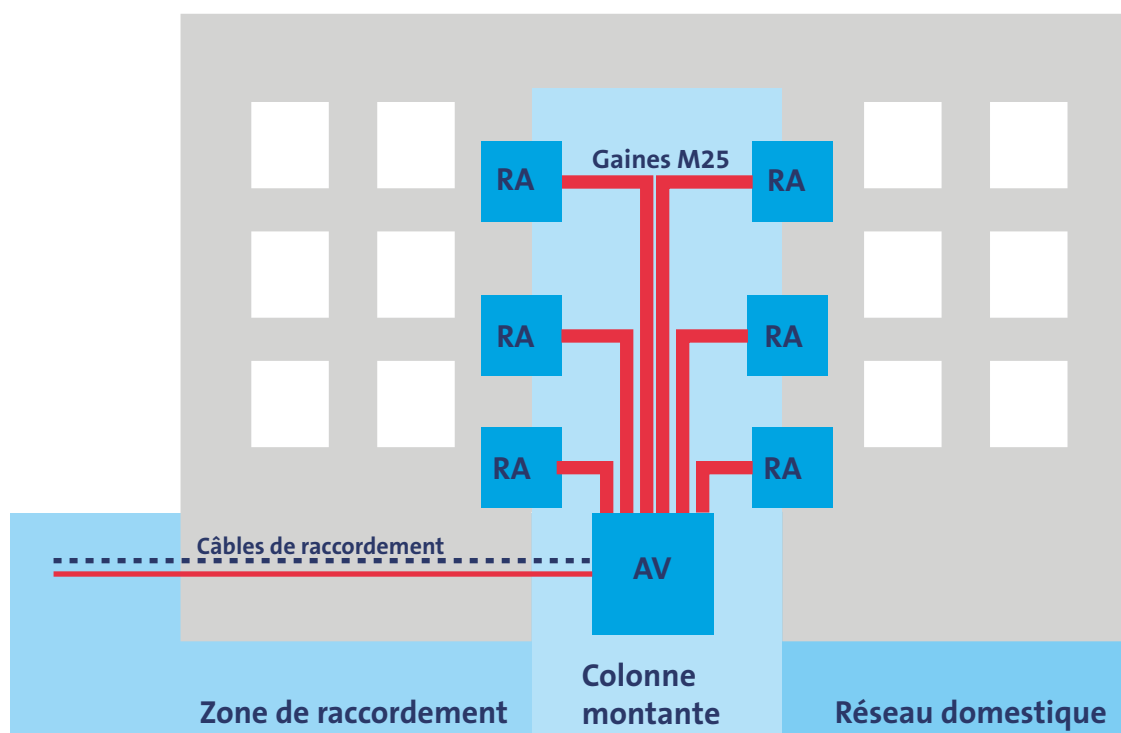 Gaines M25
RA
RA
RA
RA
RA
RA
Câbles de raccordement
AV
Zone de raccordement
Colonne
montante
Réseau domestique